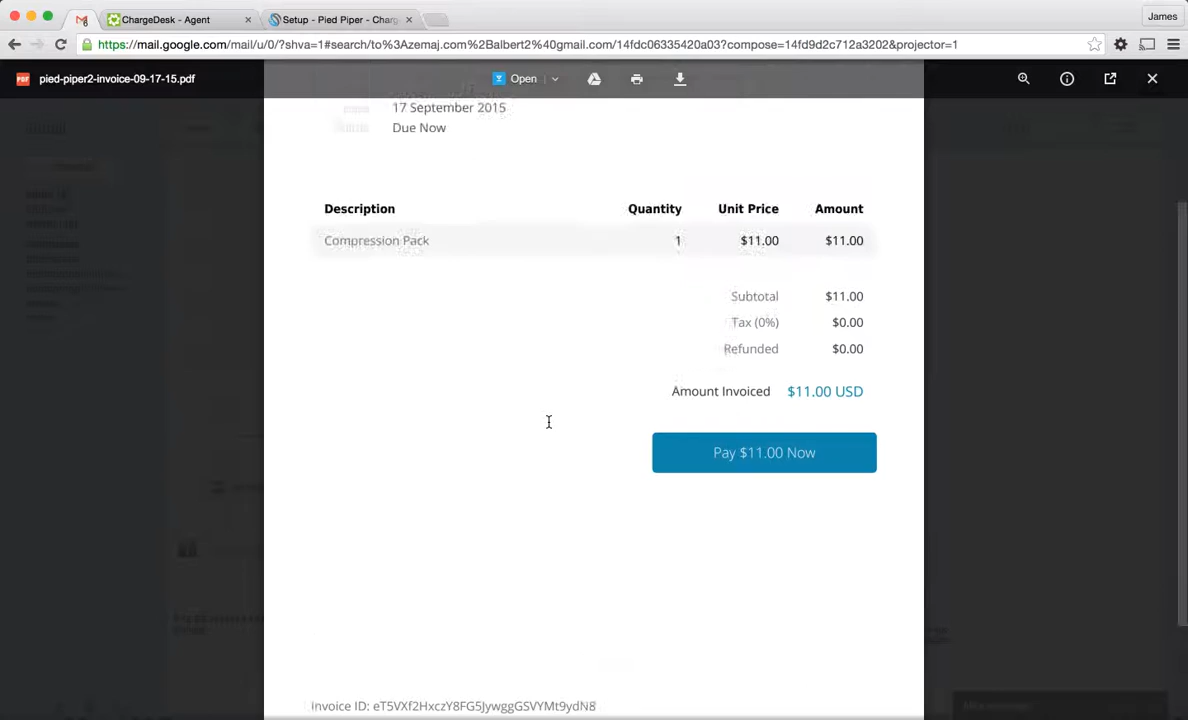 ChargeDesk - Agent
Setup - Pied Piper - Charg
James
https://mail.google.com/mail/u/0/?shva=1#search/to%3Azemaj.com%2Balbert2%40gmail.com/14fdc06335420a03?compose=14fd9d2c712a3202&projector=1
PDF pied-piper2-invoice-09-17-15.pdf
Open
17 September 2015
Due Now
Description Quantity Unit Price Amount
Compression Pack 1 $11.00 $11.00
Subtotal $11.00
Tax (0%) $0.00
Refunded $0.00
Amount Invoiced $11.00 USD
Pay $11.00 Now
Invoice ID: eT5VXf2HxczY8FG5JywggGSVYMt9ydN8